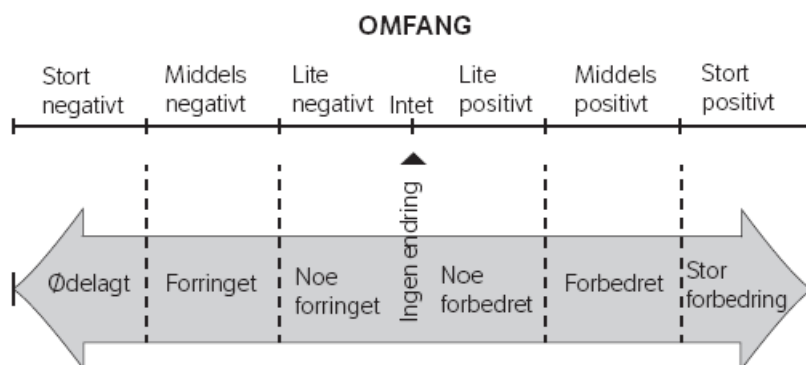 OMFANG
Stort negativt
Middels negativt
Lite negativt
Intet
Lite positivt
Middels positivt
Stort positivt
Ødelagt
Forringet
Noe forringet
Ingen endring
Noe forbedret
Forbedret
Stor forbedring